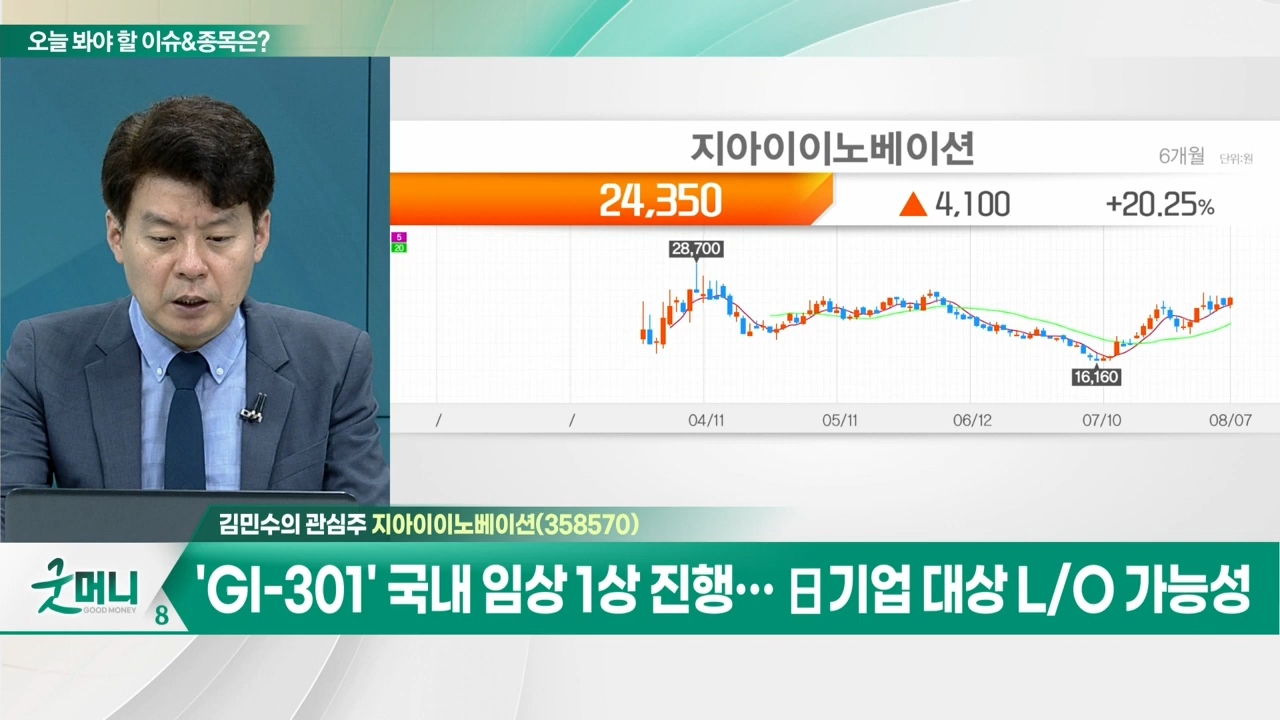 오늘 봐야 할 이슈&종목은?
지아이이노베이션
6개월 단위:원
24,350 ▲ 4,100 +20.25%
5
20
28,700
16,160
/ / 04/11 05/11 06/12 07/10 08/07
김민수의 관심주 지아이이노베이션(358570)
굿머니
GOOD MONEY
8
'GI-301' 국내 임상 1상 진행… 日기업 대상 L/O 가능성